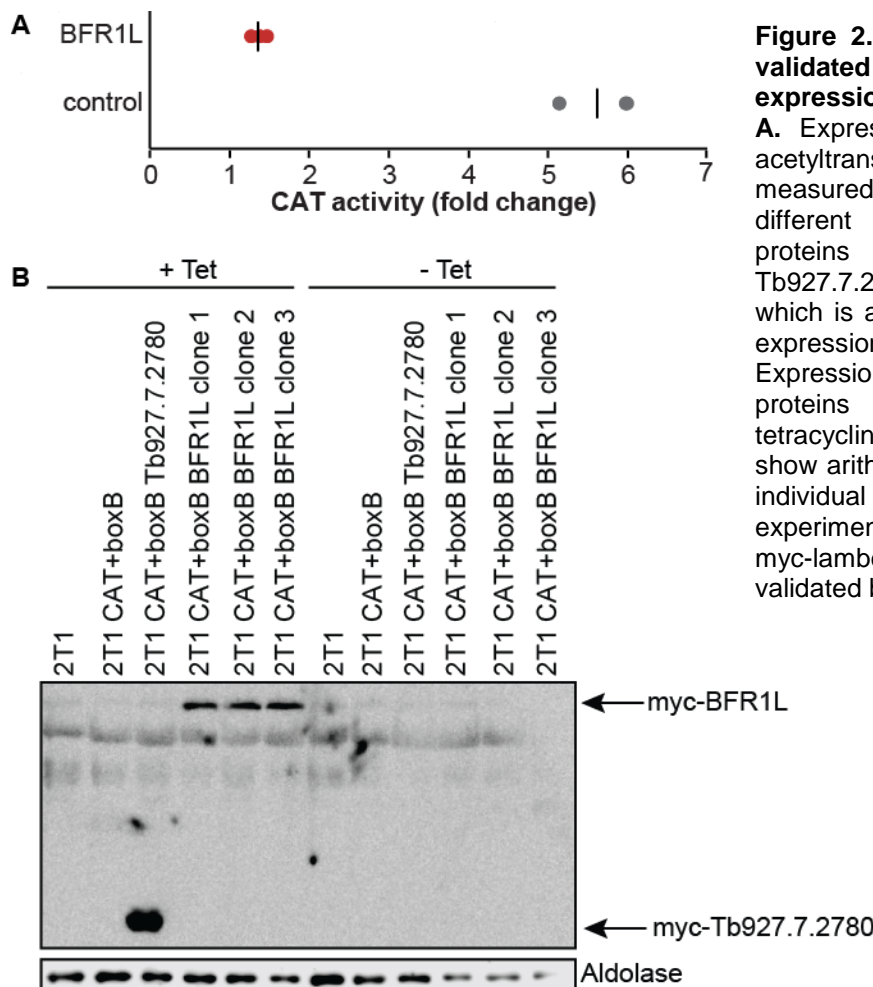 A
BFR1L
control
0 1 2 3 4 5 6 7
CAT activity (fold change)
B
+ Tet
- Tet
2T1
2T1 CAT+boxB
2T1 CAT+boxB Tb927.7.2780
2T1 CAT+boxB BFR1L clone 1
2T1 CAT+boxB BFR1L clone 2
2T1 CAT+boxB BFR1L clone 3
2T1
2T1 CAT+boxB
2T1 CAT+boxB Tb927.7.2780
2T1 CAT+boxB BFR1L clone 1
2T1 CAT+boxB BFR1L clone 2
2T1 CAT+boxB BFR1L clone 3
myc-BFR1L
myc-Tb927.7.2780
Aldolase
Figure 2.
validated
expressio
A. Expres
acetyltrans
measured
different
proteins
Tb927.7.2
which is a
expression
Expressio
proteins
tetracyclin
show arith
individual
experimen
myc-lambd
validated b